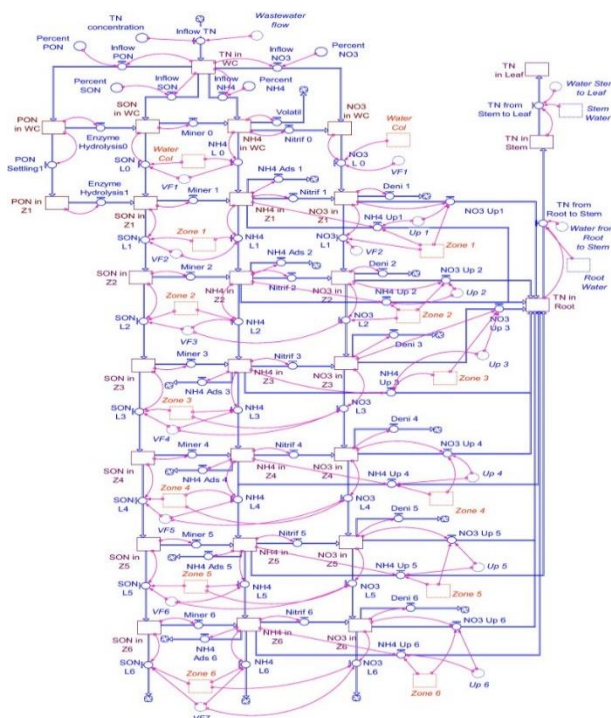 TN
concentration
Wastewater
flow
Inflow TN
Percent
PON
Inflow
PON
TN in
WC
Inflow
NO3
Percent
NO3
Percent
SON
Inflow
SON
Inflow
NH4
Percent
NH4
PON
in WC
SON
in WC
Volatil
NO3
in WC
Enzyme
Hydrolysis0
Miner 0
NH4
in WC
Nitrif 0
Water
Col
PON
Settling1
SON
L0
Water
Col
NH4
L 0
NO3
L 0
VF1
VF1
Enzyme
Hydrolysis1
Miner 1
NH4 Ads 1
Nitrif 1
Deni 1
PON in Z1
SON
in Z1
NH4 in
Z1
NO3
in Z1
NH4 Up1
Up 1
NO3 Up1
SON
L1
Zone 1
NH4
L1
NO3
L1
Zone 1
VF2
VF2
NH4 Ads 2
Miner 2
Nitrif 2
Deni 2
SON in
Z2
NH4 in
Z2
NO3
in Z2
NO3 Up 2
NH4 Up 2
Up 2
Zone 2
SON
L2
NH4
L2
NO3
L2
Zone 2
NO3
Up 3
VF3
Miner 3
Nitrif 3
Deni 3
Up 3
SON in
Z3
NH4 in
Z3
NO3 in
Z3
NH4
Up 3
NH4 Ads 3
Zone 3
Zone 3
SON
L3
NH4
L3
NO3
L3
VF4
Miner 4
Nitrif 4
Deni 4
NO3 Up 4
SON in
Z4
NH4 Ads 4
NH4 in
Z4
NO3 in
Z4
NH4 Up 4
Up 4
SON
L4
Zone 4
NH4
L4
NO3
L4
Zone 4
VF5
Deni 5
Miner 5
Nitrif 5
NO3 Up 5
SON in
Z5
NH4 Ads 5
NH4 in
Z5
NO3 in
Z5
NH4 Up 5
Up 5
SON
L5
Zone 5
NH4
L5
NO3
L5
Zone 5
VF6
Deni 6
Miner 6
Nitrif 6
NO3 Up 6
SON in
Z6
NH4
Ads 6
NH4 in
Z6
NO3 in
Z6
NH4 Up 6
SON
L6
Zone 6
NH4
L6
NO3
L6
Zone 6
Up 6
TN
in Leaf
Water Stem
to Leaf
TN from
Stem to Leaf
Stem
Water
TN in
Stem
TN from
Root to Stem
Water from
Root to
Stem
Root
Water
TN in
Root